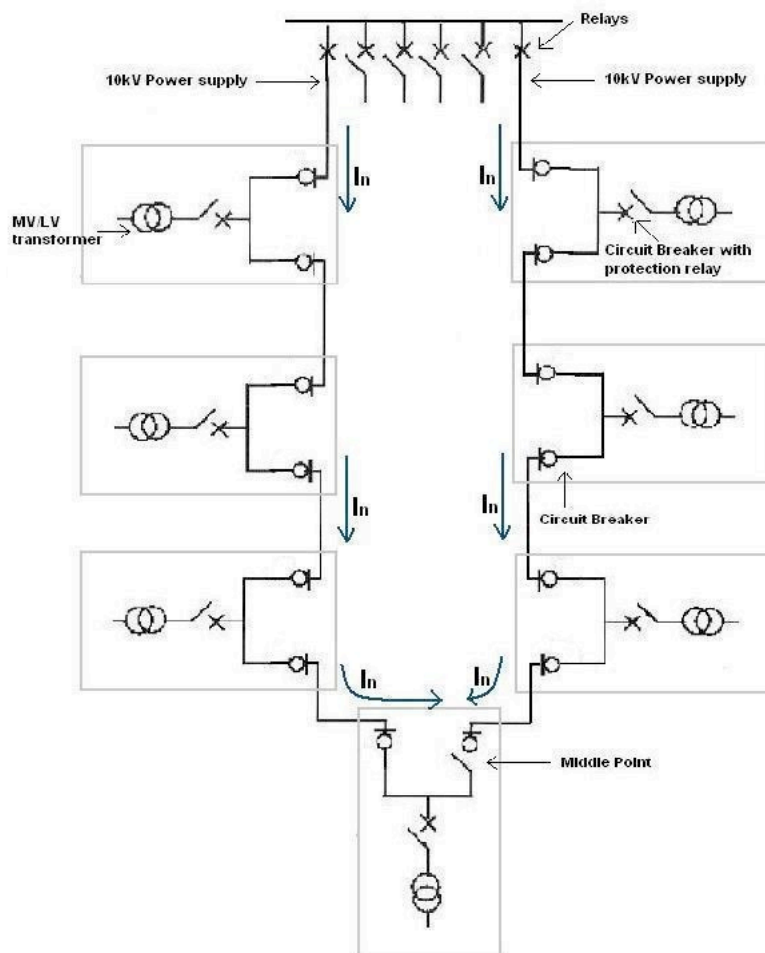 Relays
10kV Power supply
10kV Power supply
In
In
MV/LV
transformer
Circuit Breaker with
protection relay
In
In
Circuit Breaker
In
In
Middle Point